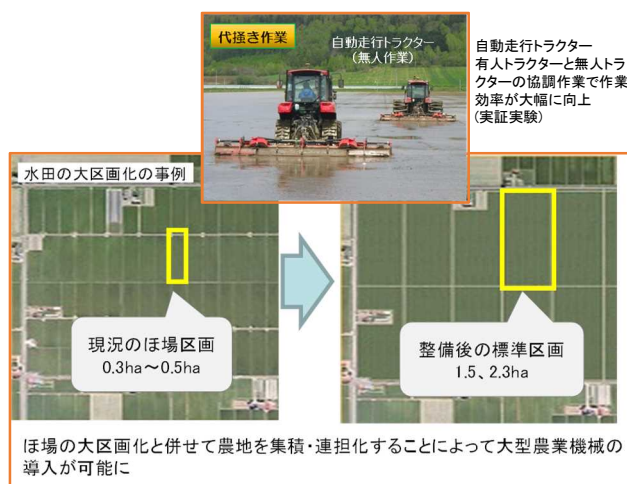 代掻き作業
自動走行トラクター
(無人作業)
自動走行トラクター
有人トラクターと無人トラ
クターの協調作業で作業
効率が大幅に向上
(実証実験)
水田の大区画化の事例
現況のほ場区画
0.3ha～0.5ha
整備後の標準区画
1.5、2.3ha
ほ場の大区画化と併せて農地を集積・連担化することによって大型農業機械の
導入が可能に